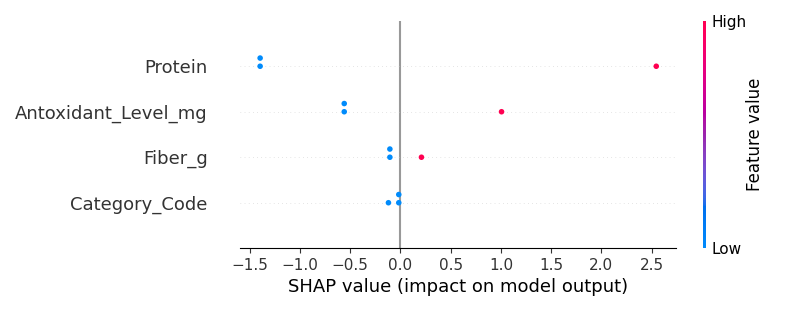 High
Protein
Antoxidant_Level_mg
Fiber_g
Category_Code
Feature value
Low
−1.5 −1.0 −0.5 0.0 0.5 1.0 1.5 2.0 2.5
SHAP value (impact on model output)